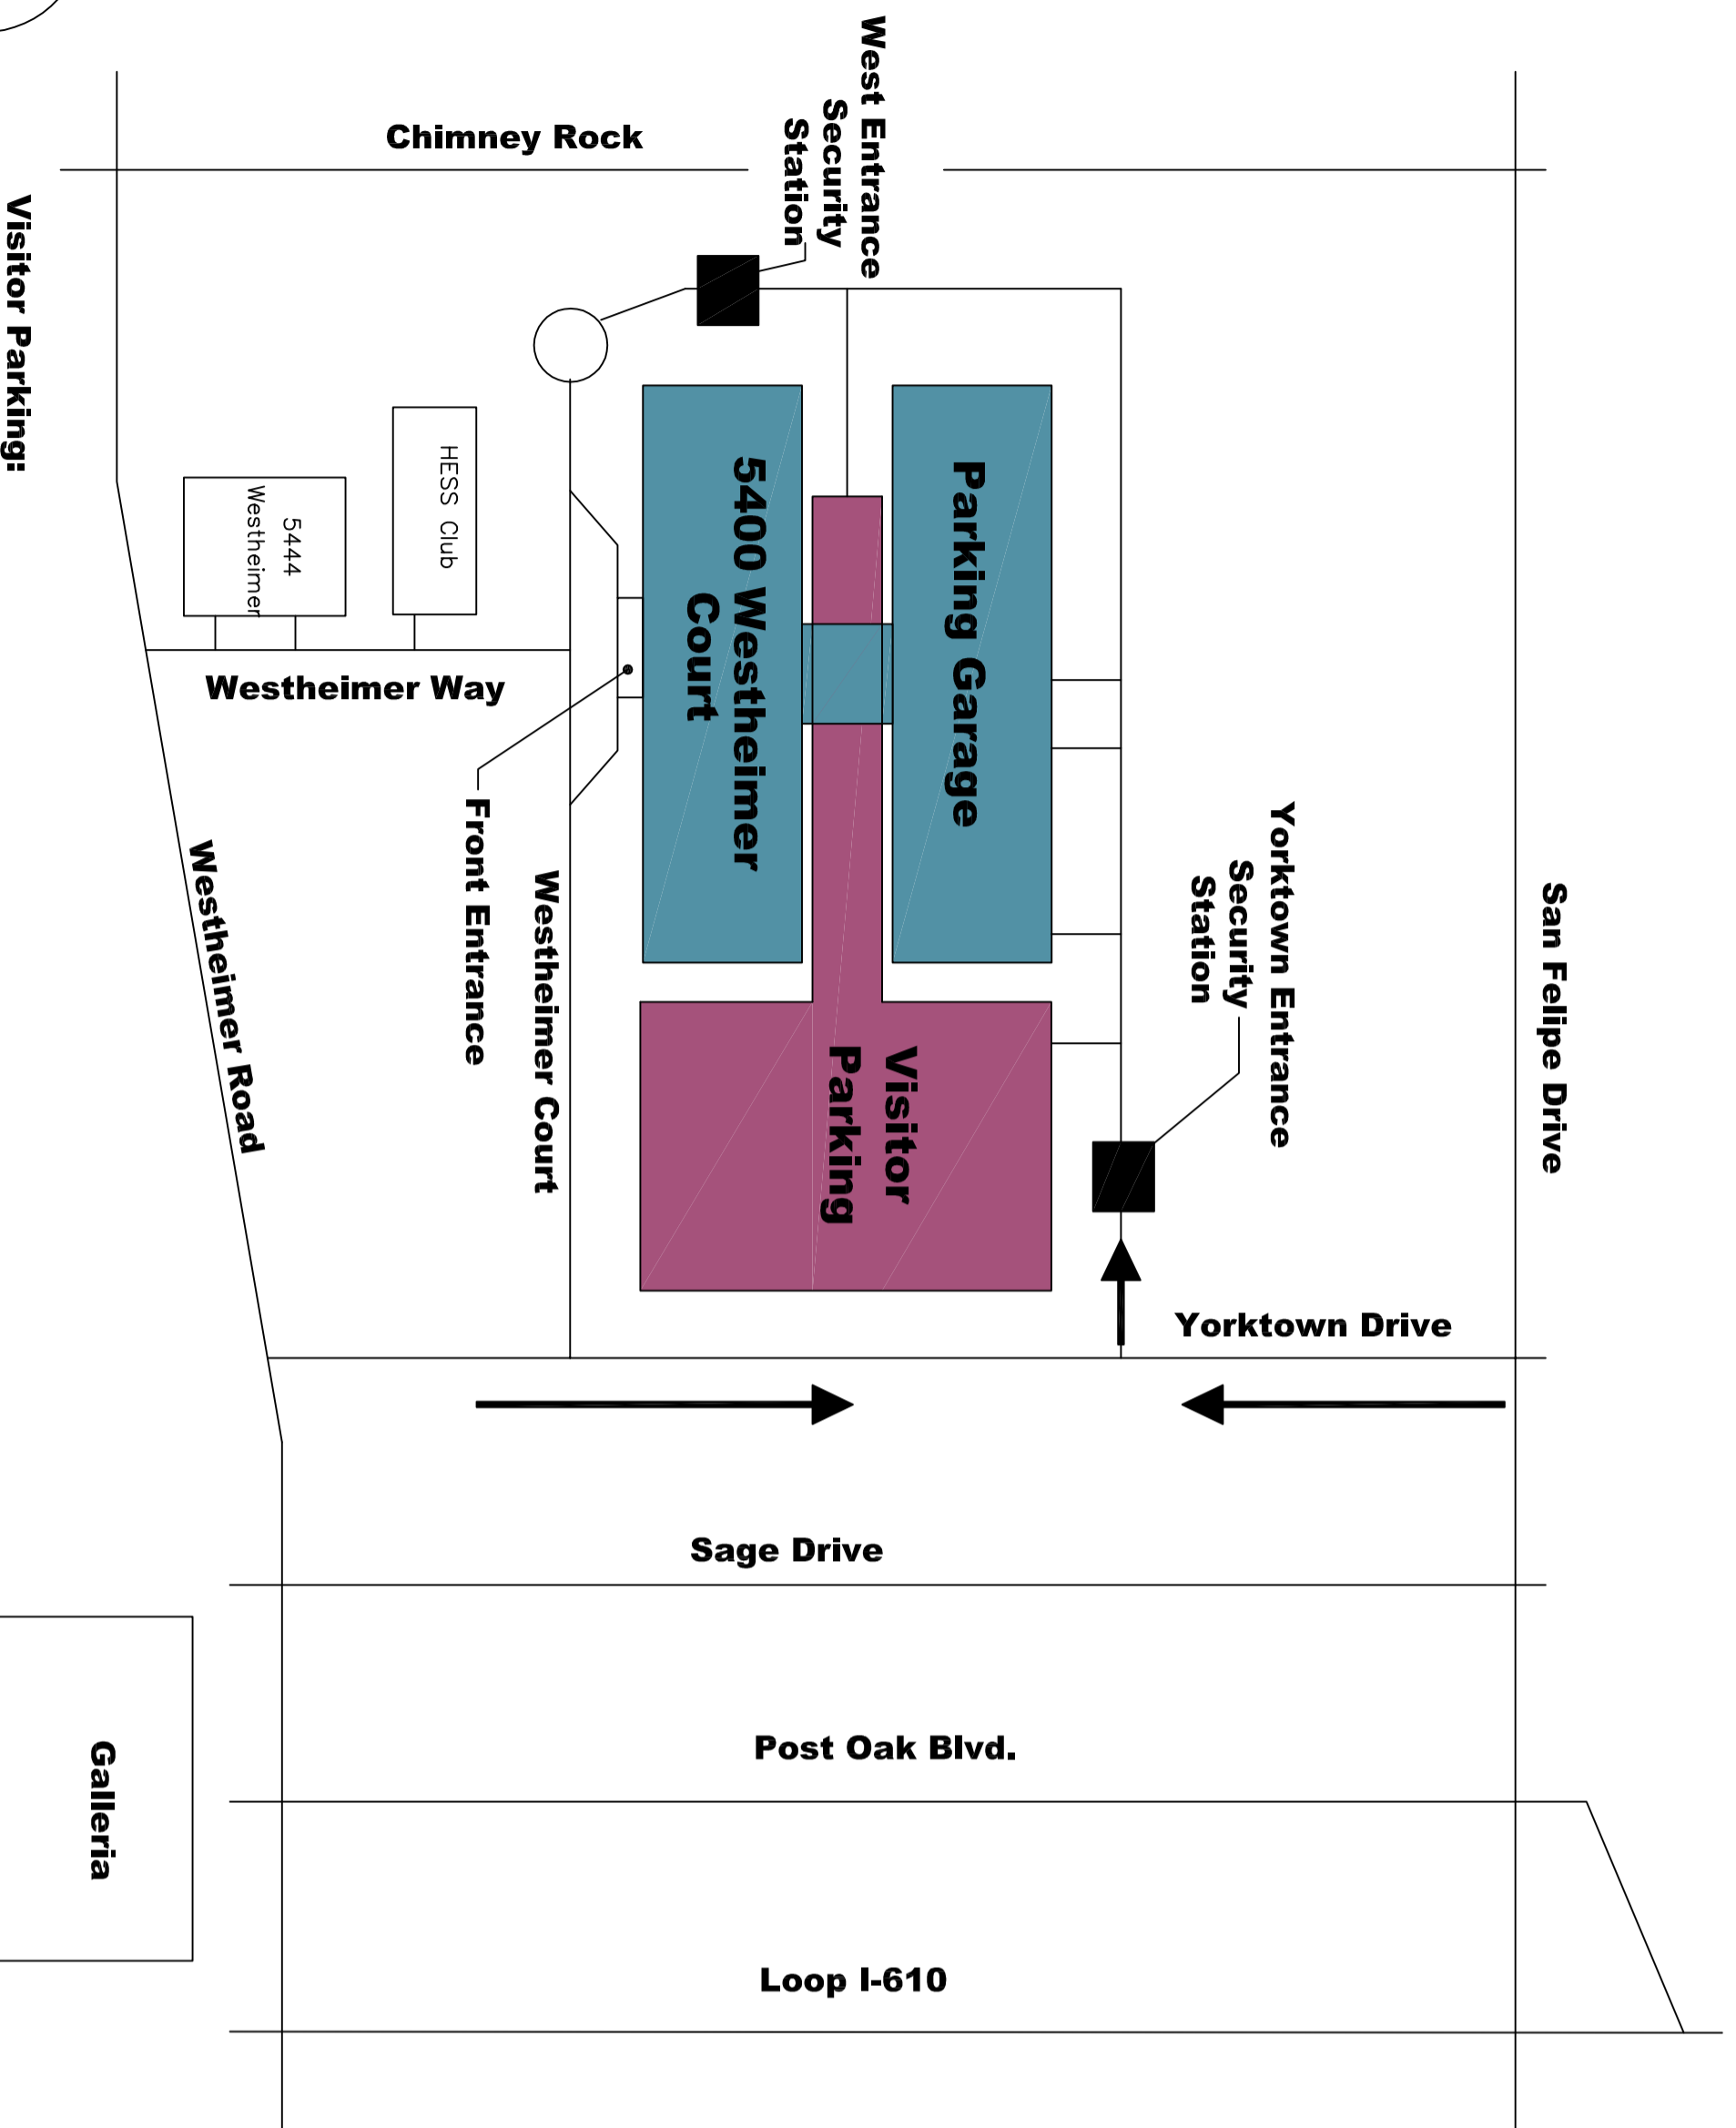 West Entrance
Security
Station
Chimney Rock
Visitor Parking:
HESS Club
5444
Westheimer
Westheimer Way
Parking Garage
5400 Westheimer
Court
Front Entrance
Westheimer Court
Westheimer Road
Yorktown Entrance
Security
Station
San Felipe Drive
Visitor
Parking
Yorktown Drive
Sage Drive
Post Oak Blvd.
Galleria
Loop I-610